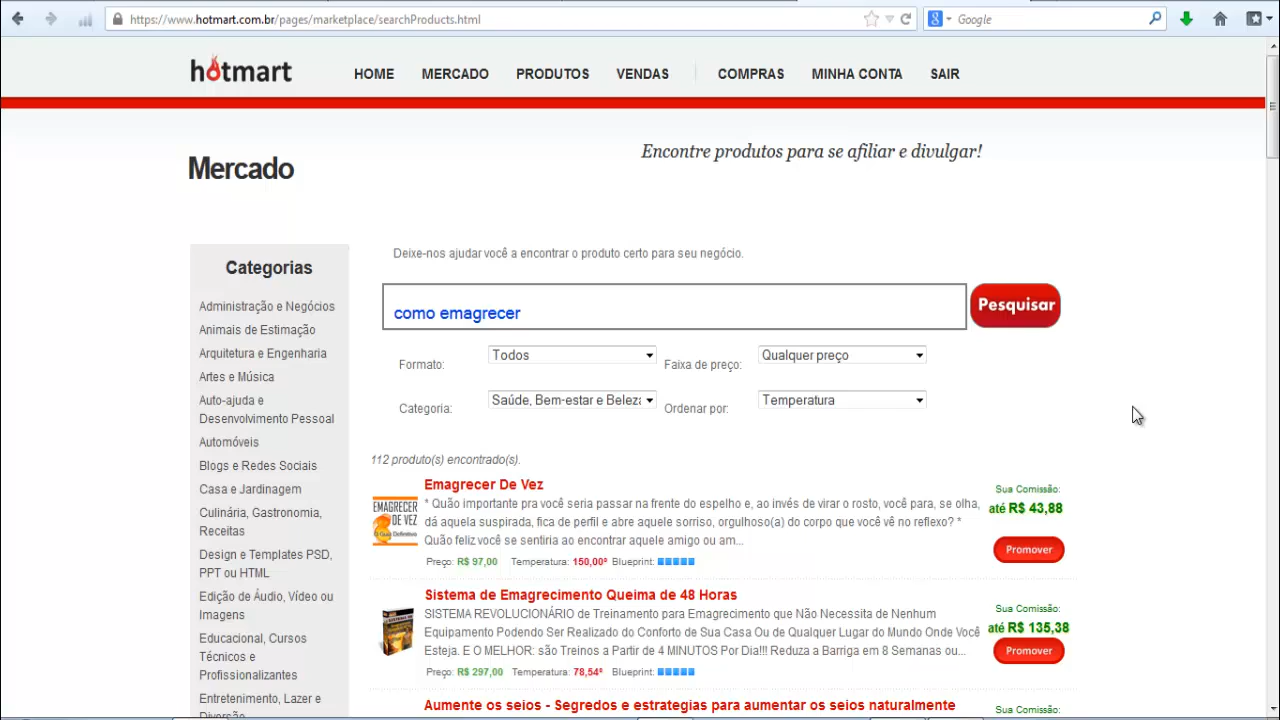 https://www.hotmart.com.br/pages/marketplace/searchProducts.html
Google
hotmart
HOME MERCADO PRODUTOS VENDAS COMPRAS MINHA CONTA SAIR
Mercado
Encontre produtos para se afiliar e divulgar!
Categorias
Administração e Negócios
Animais de Estimação
Arquitetura e Engenharia
Artes e Música
Auto-ajuda e
Desenvolvimento Pessoal
Automóveis
Blogs e Redes Sociais
Casa e Jardinagem
Culinária, Gastronomia,
Receitas
Design e Templates PSD,
PPT ou HTML
Edição de Áudio, Vídeo ou
Imagens
Educacional, Cursos
Técnicos e
Profissionalizantes
Entretenimento, Lazer e
Diversão
Deixe-nos ajudar você a encontrar o produto certo para seu negócio.
como emagrecer
Pesquisar
Formato: Todos Faixa de preço: Qualquer preço
Categoria: Saúde, Bem-estar e Beleza Ordenar por: Temperatura
112 produto(s) encontrado(s).
Emagrecer De Vez
EMAGRECER
DE VEZ
* Quão importante pra você seria passar na frente do espelho e, ao invés de virar o rosto, você para, se olha,
dá aquela suspirada, fica de perfil e abre aquele sorriso, orgulhoso(a) do corpo que você vê no reflexo? *
Quão feliz você se sentiria ao encontrar aquele amigo ou am...
Preço: R$ 97,00 Temperatura: 150,00º Blueprint:
Sua Comissão:
até R$ 43,88
Promover
Sistema de Emagrecimento Queima de 48 Horas
SISTEMA REVOLUCIONÁRIO de Treinamento para Emagrecimento que Não Necessita de Nenhum
Equipamento Podendo Ser Realizado do Conforto de Sua Casa Ou de Qualquer Lugar do Mundo Onde Você
Esteja. E O MELHOR: são Treinos a Partir de 4 MINUTOS Por Dia!!! Reduza a Barriga em 8 Semanas ou...
Preço: R$ 297,00 Temperatura: 78,54º Blueprint:
Sua Comissão:
até R$ 135,38
Promover
Aumente os seios - Segredos e estrategias para aumentar os seios naturalmente
Sua Comissão: